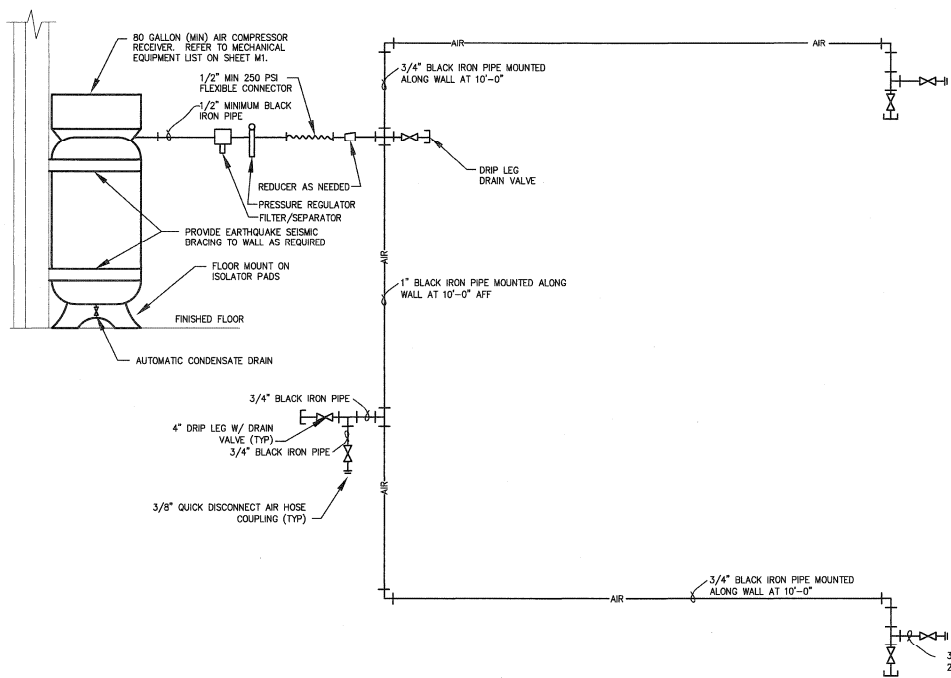 80 GALLON (MIN) AIR COMPRESSOR
RECEIVER. REFER TO MECHANICAL
EQUIPMENT LIST ON SHEET M1.
1/2" MIN 250 PSI
FLEXIBLE CONNECTOR
1/2" MINIMUM BLACK
IRON PIPE
AIR
AIR
3/4" BLACK IRON PIPE MOUNTED
ALONG WALL AT 10'-0"
DRIP LEG
DRAIN VALVE
REDUCER AS NEEDED
PRESSURE REGULATOR
FILTER/SEPARATOR
PROVIDE EARTHQUAKE SEISMIC
BRACING TO WALL AS REQUIRED
AIR
FLOOR MOUNT ON
ISOLATOR PADS
1" BLACK IRON PIPE MOUNTED ALONG
WALL AT 10'-0" AFF
FINISHED FLOOR
AUTOMATIC CONDENSATE DRAIN
3/4" BLACK IRON PIPE
4" DRIP LEG W/ DRAIN
VALVE (TYP)
3/4" BLACK IRON PIPE
AIR
3/8" QUICK DISCONNECT AIR HOSE
COUPLING (TYP)
3/4" BLACK IRON PIPE MOUNTED
ALONG WALL AT 10'-0"
AIR
3
2